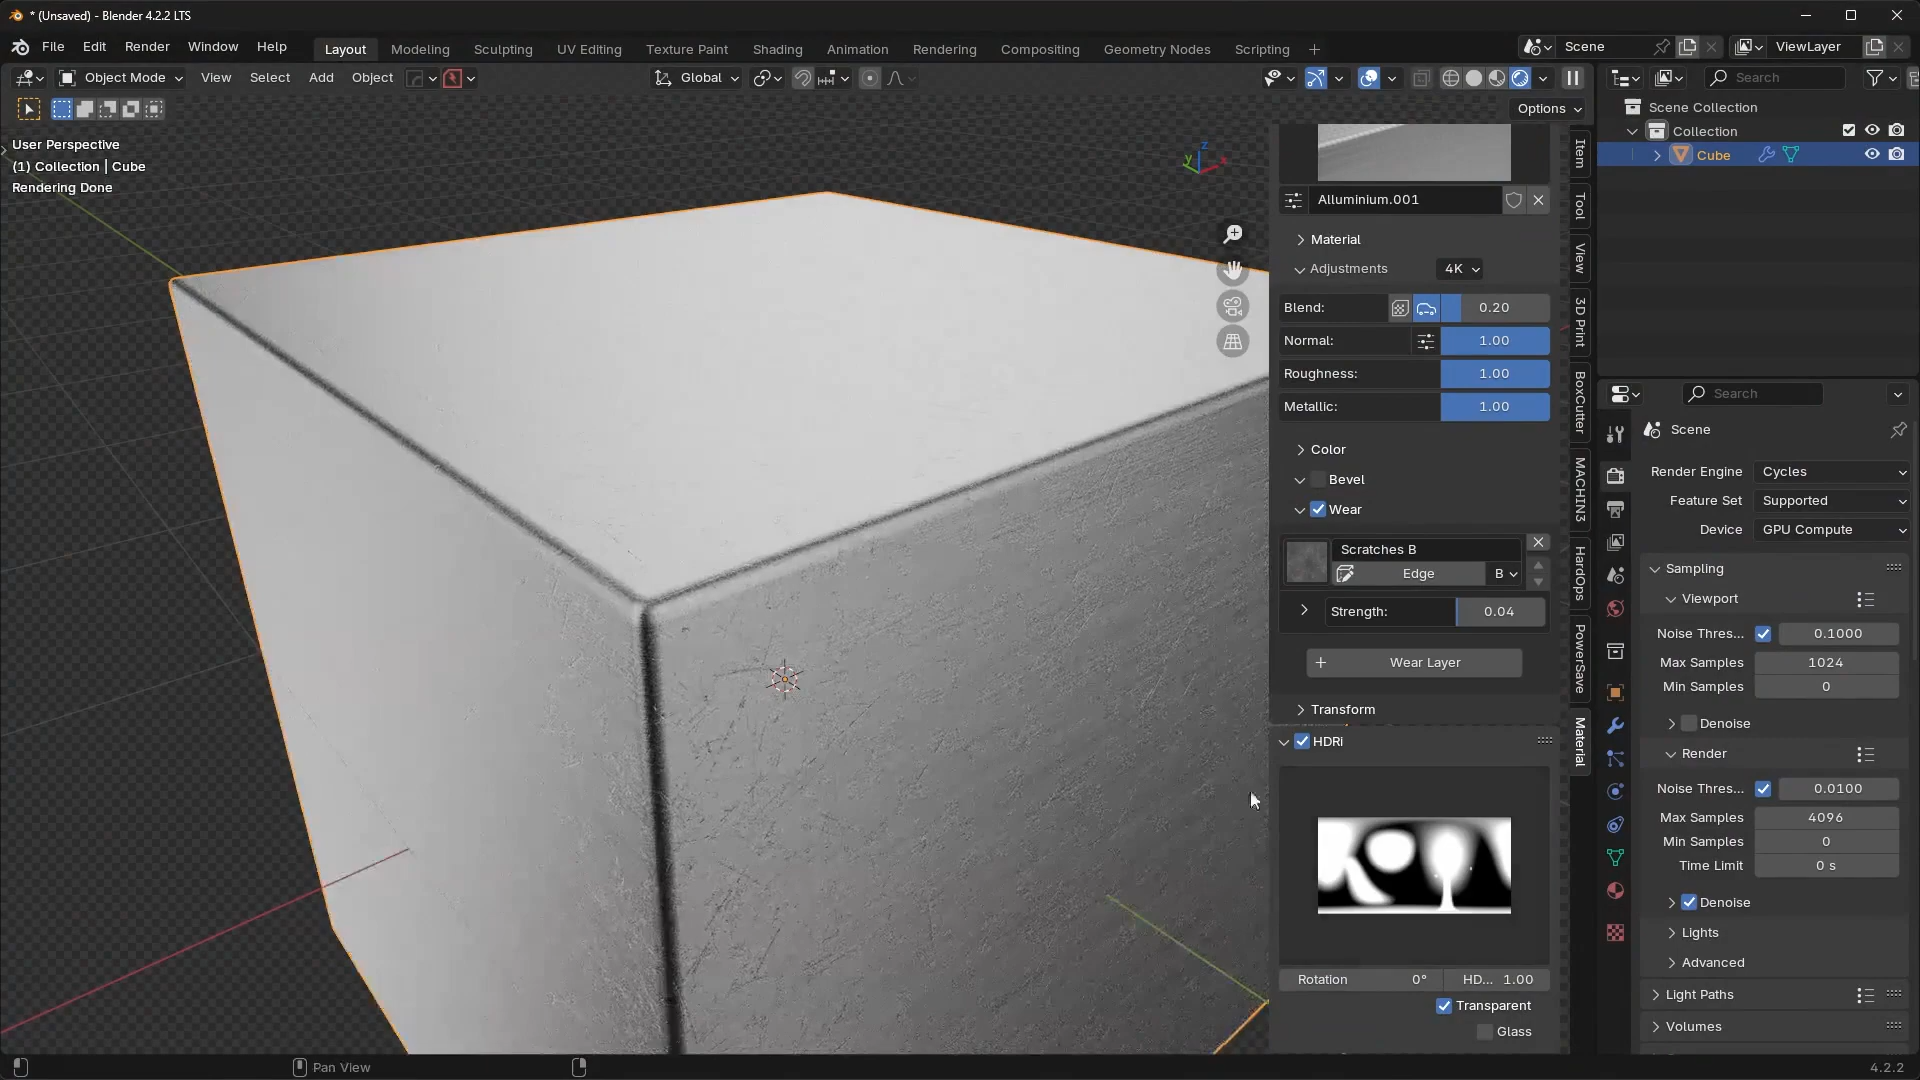 * (Unsaved) - Blender 4.2.2 LTS
File Edit Render Window Help
Layout Modeling Sculpting UV Editing Texture Paint Shading Animation Rendering Compositing Geometry Nodes Scripting +
Scene
ViewLayer
Object Mode View Select Add Object
Global
Search
Options
User Perspective
(1) Collection | Cube
Rendering Done
Z
Y
X
Alluminium.001
Material
Adjustments 4K
Blend: 0.20
Normal: 1.00
Roughness: 1.00
Metallic: 1.00
Color
Bevel
Wear
Scratches B
Edge B
Strength: 0.04
+ Wear Layer
Transform
HDRi
Rotation 0° HD... 1.00
Transparent
Glass
Item
Tool
View
3D Print
BoxCutter
MACHIN3
HardOps
PowerSave
Material
Scene Collection
Collection
Cube
Search
Scene
Render Engine Cycles
Feature Set Supported
Device GPU Compute
Sampling
Viewport
Noise Thres... 0.1000
Max Samples 1024
Min Samples 0
Denoise
Render
Noise Thres... 0.0100
Max Samples 4096
Min Samples 0
Time Limit 0 s
Denoise
Lights
Advanced
Light Paths
Volumes
Pan View
4.2.2